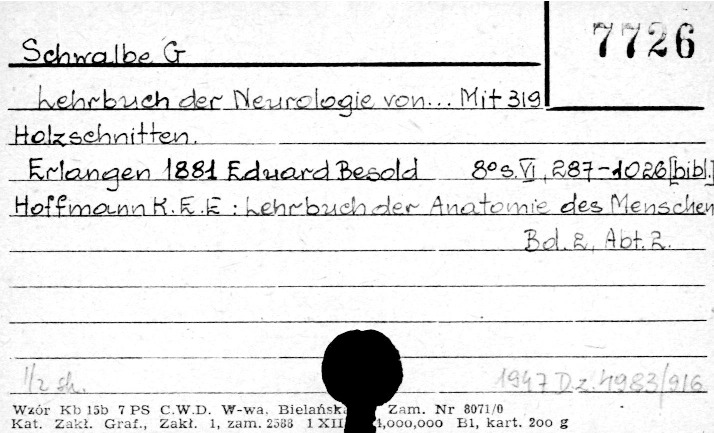 7726
Schwalbe G
Lehrbuch der Neurologie von... Mit 319
Holzschnitten.
Erlangen 1881 Eduard Besold 8° s. VI, 287-1026 [bibl.]
Hoffmann K.E.E : Lehrbuch der Anatomie des Menschen
Bd. 2, Abt. 2.
1/2 sk. 1947 Dz. 4983/916
Wzór Kb 15b 7 PS C.W.D. W-wa, Bielańsk Zam. Nr 8071/0
Kat. Zakł. Graf., Zakł. 1, zam. 2588 1 XII 4,000,000 B1, kart. 200 g